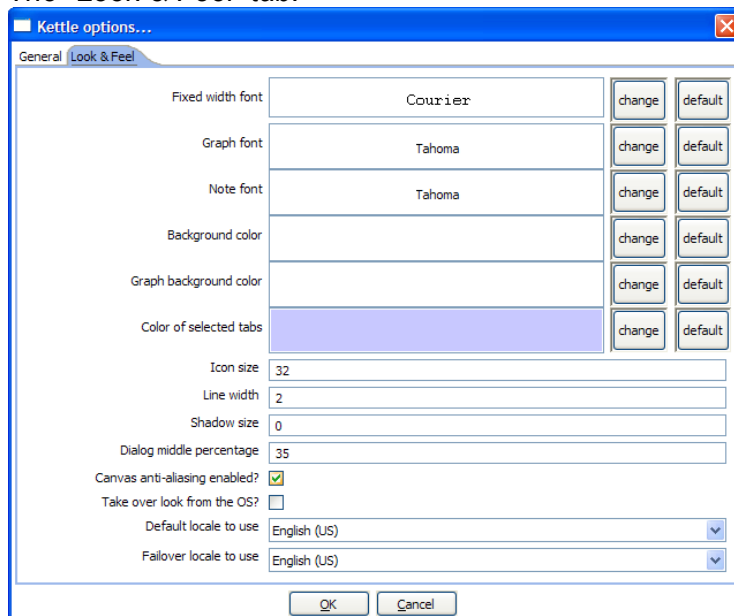 Kettle options...
General Look & Feel
Fixed width font Courier change default
Graph font Tahoma change default
Note font Tahoma change default
Background color change default
Graph background color change default
Color of selected tabs change default
Icon size 32
Line width 2
Shadow size 0
Dialog middle percentage 35
Canvas anti-aliasing enabled?
Take over look from the OS?
Default locale to use English (US)
Failover locale to use English (US)
OK Cancel